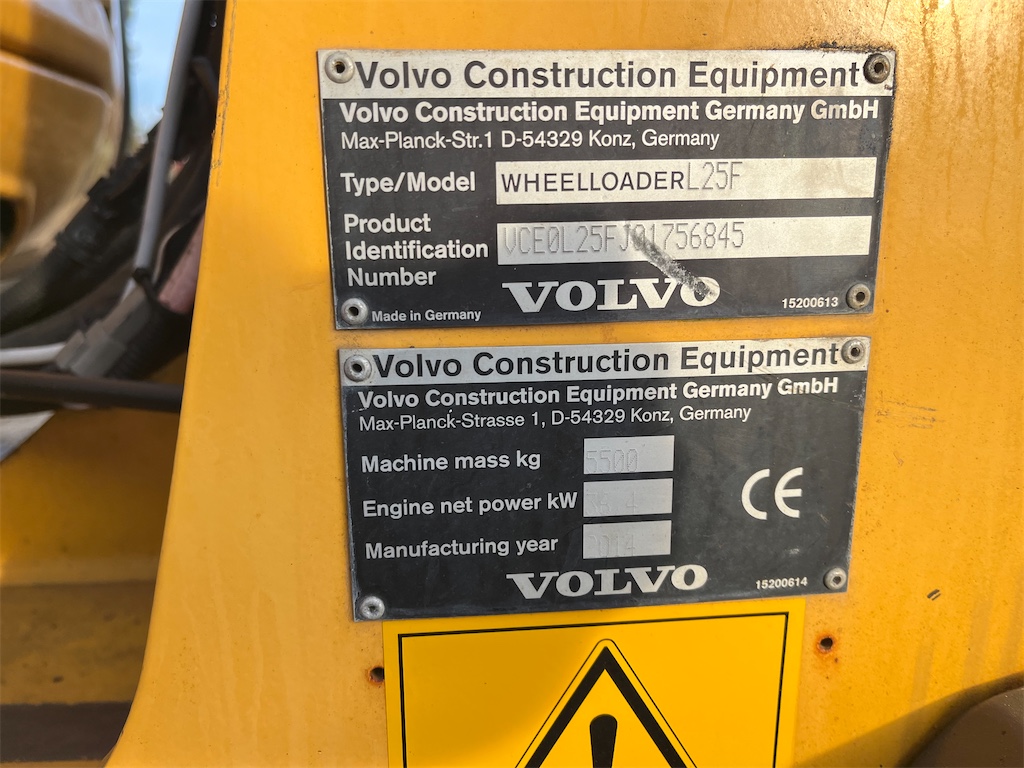 Volvo Construction Equipment
Volvo Construction Equipment Germany GmbH
Max-Planck-Str.1 D-54329 Konz, Germany
Type/Model WHEELLOADER L25F
Product
Identification
Number
VCE0L25FJ01756845
VOLVO
Made in Germany
15200613
Volvo Construction Equipment
Volvo Construction Equipment Germany GmbH
Max-Planck-Strasse 1, D-54329 Konz, Germany
Machine mass kg 5500
Engine net power kW
Manufacturing year 2014
CE
VOLVO
15200614